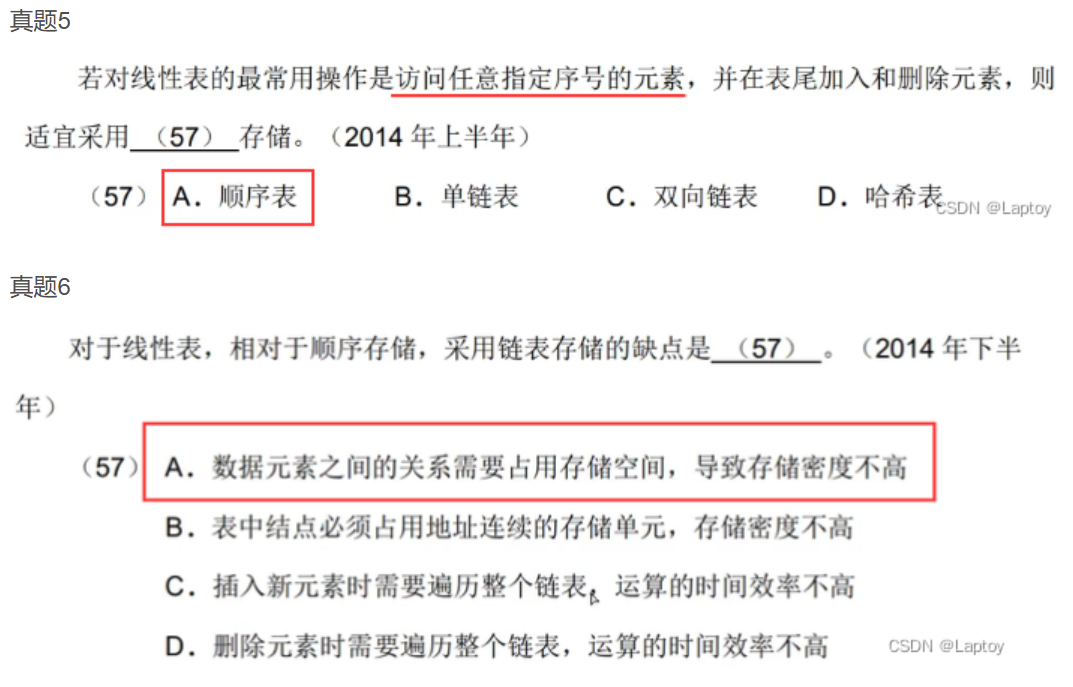 真题5
若对线性表的最常用操作是访问任意指定序号的元素，并在表尾加入和删除元素，则
适宜采用 （57） 存储。（2014 年上半年）
（57）A．顺序表 B．单链表 C．双向链表 D．哈希表
CSDN @Laptoy
真题6
对于线性表，相对于顺序存储，采用链表存储的缺点是 （57） 。（2014 年下半
年）
（57）A．数据元素之间的关系需要占用存储空间，导致存储密度不高
B．表中结点必须占用地址连续的存储单元，存储密度不高
C．插入新元素时需要遍历整个链表，运算的时间效率不高
D．删除元素时需要遍历整个链表，运算的时间效率不高
CSDN @Laptoy